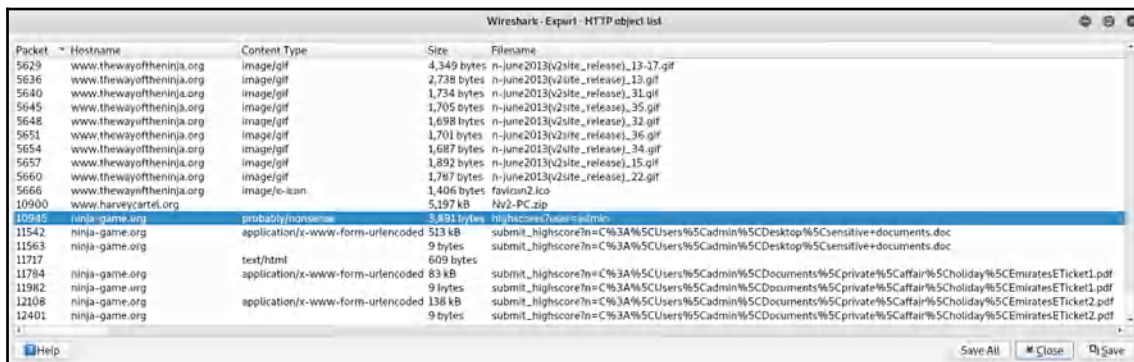 Wireshark · Export · HTTP object list
Packet Hostname Content Type Size Filename
5629 www.thewayoftheninja.org image/gif 4,349 bytes n-june2013(v2site_release)_13-17.gif
5636 www.thewayoftheninja.org image/gif 2,738 bytes n-june2013(v2site_release)_13.gif
5640 www.thewayoftheninja.org image/gif 1,734 bytes n-june2013(v2site_release)_31.gif
5645 www.thewayoftheninja.org image/gif 1,705 bytes n-june2013(v2site_release)_35.gif
5648 www.thewayoftheninja.org image/gif 1,698 bytes n-june2013(v2site_release)_32.gif
5651 www.thewayoftheninja.org image/gif 1,701 bytes n-june2013(v2site_release)_36.gif
5654 www.thewayoftheninja.org image/gif 1,687 bytes n-june2013(v2site_release)_34.gif
5657 www.thewayoftheninja.org image/gif 1,892 bytes n-june2013(v2site_release)_15.gif
5660 www.thewayoftheninja.org image/gif 1,787 bytes n-june2013(v2site_release)_22.gif
5666 www.thewayoftheninja.org image/x-icon 1,406 bytes favicon2.ico
10900 www.harveycartel.org 5,197 kB Nv2-PC.zip
10945 ninja-game.org probably/nonsense 3,891 bytes highscores?user=admin
11542 ninja-game.org application/x-www-form-urlencoded 513 kB submit_highscore?n=C%3A%5CUsers%5Cadmin%5CDesktop%5Csensitive+documents.doc
11563 ninja-game.org 9 bytes submit_highscore?n=C%3A%5CUsers%5Cadmin%5CDesktop%5Csensitive+documents.doc
11717 text/html 609 bytes
11784 ninja-game.org application/x-www-form-urlencoded 83 kB submit_highscore?n=C%3A%5CUsers%5Cadmin%5CDocuments%5Cprivate%5Caffair%5Choliday%5CEmiratesETicket1.pdf
11982 ninja-game.org 9 bytes submit_highscore?n=C%3A%5CUsers%5Cadmin%5CDocuments%5Cprivate%5Caffair%5Choliday%5CEmiratesETicket1.pdf
12108 ninja-game.org application/x-www-form-urlencoded 138 kB submit_highscore?n=C%3A%5CUsers%5Cadmin%5CDocuments%5Cprivate%5Caffair%5Choliday%5CEmiratesETicket2.pdf
12401 ninja-game.org 9 bytes submit_highscore?n=C%3A%5CUsers%5Cadmin%5CDocuments%5Cprivate%5Caffair%5Choliday%5CEmiratesETicket2.pdf
Help Save All Close Save